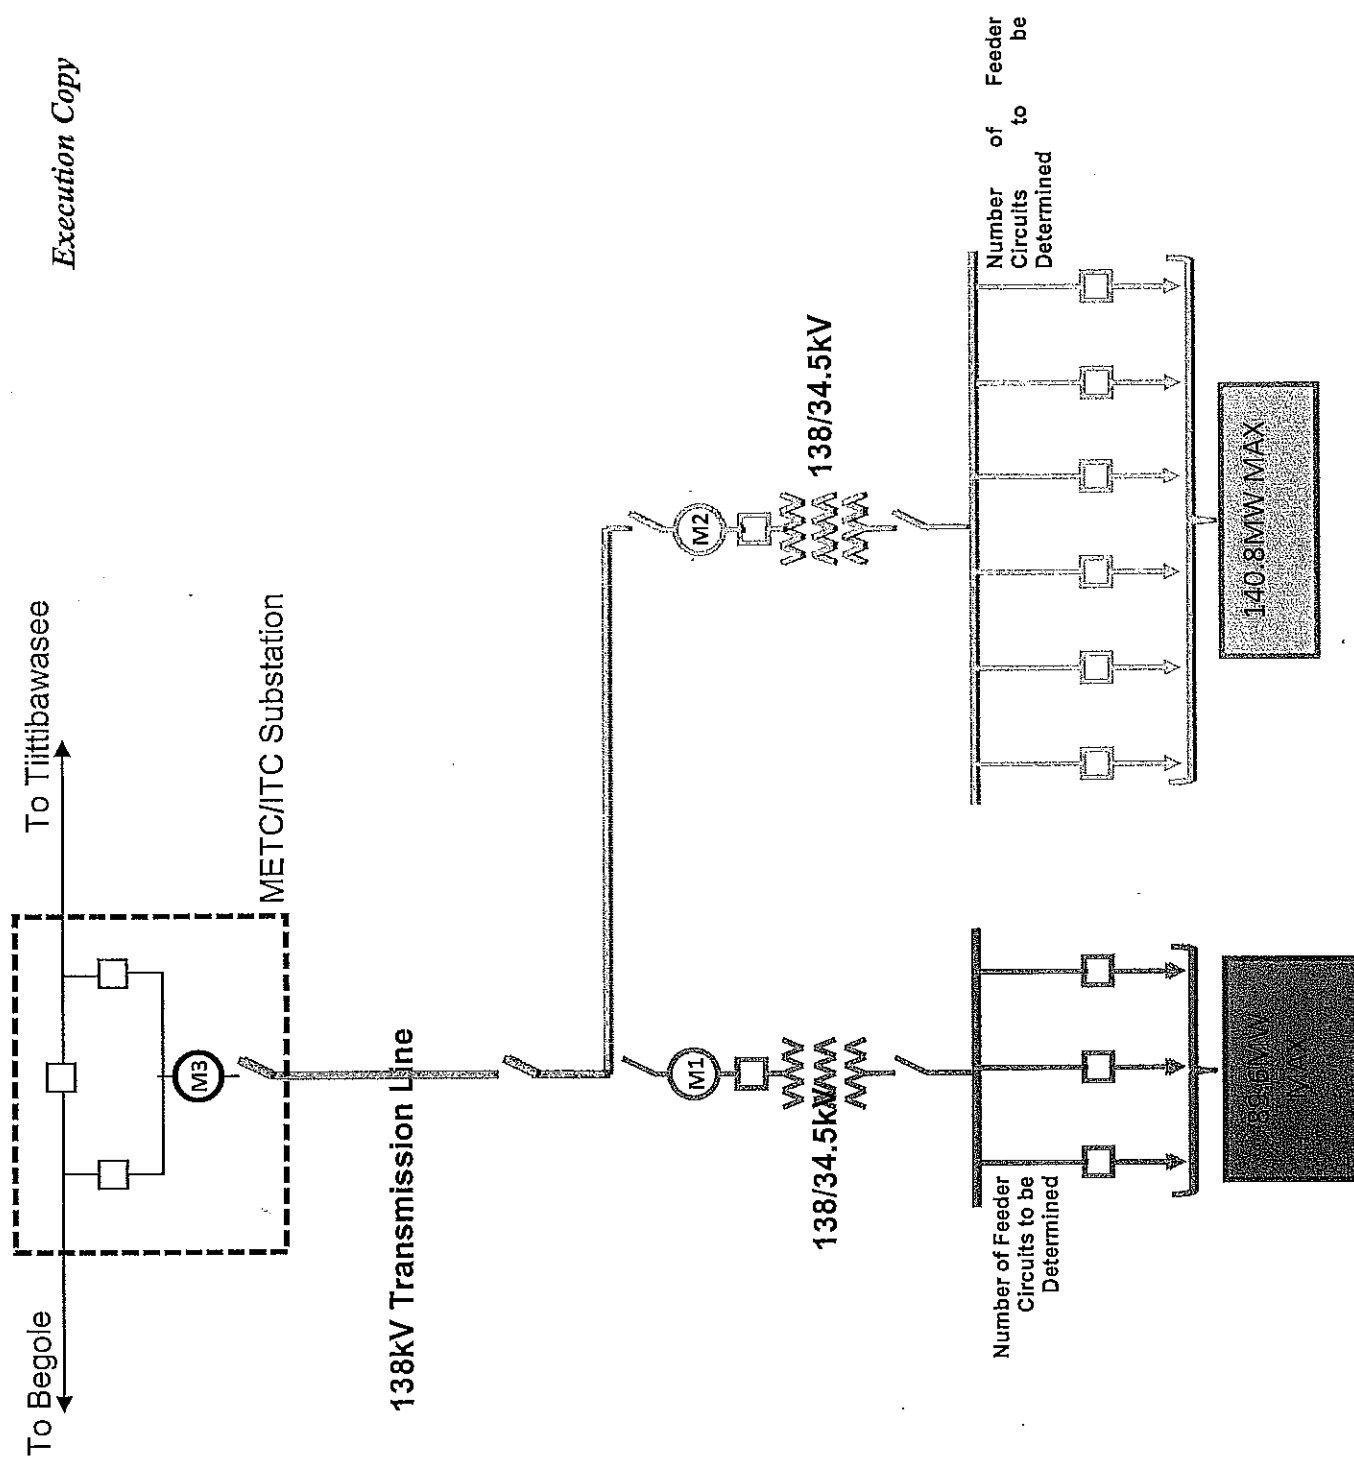 Execution Copy
To Begole
To Tiittibawasee
M3
METC/ITC Substation
138kV Transmission Line
M1
M2
138/34.5kV
138/34.5kV
Number of Feeder
Circuits to be
Determined
Number of Feeder
Circuits to be
Determined
MAX
140.8MW MAX